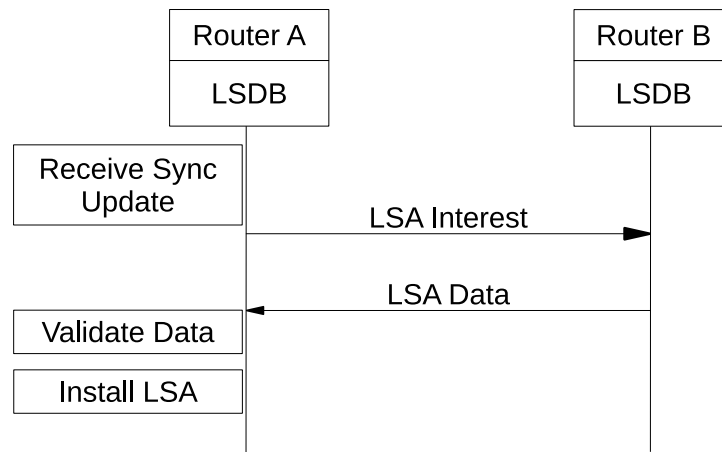 Router A
LSDB
Router B
LSDB
Receive Sync
Update
LSA Interest
LSA Data
Validate Data
Install LSA